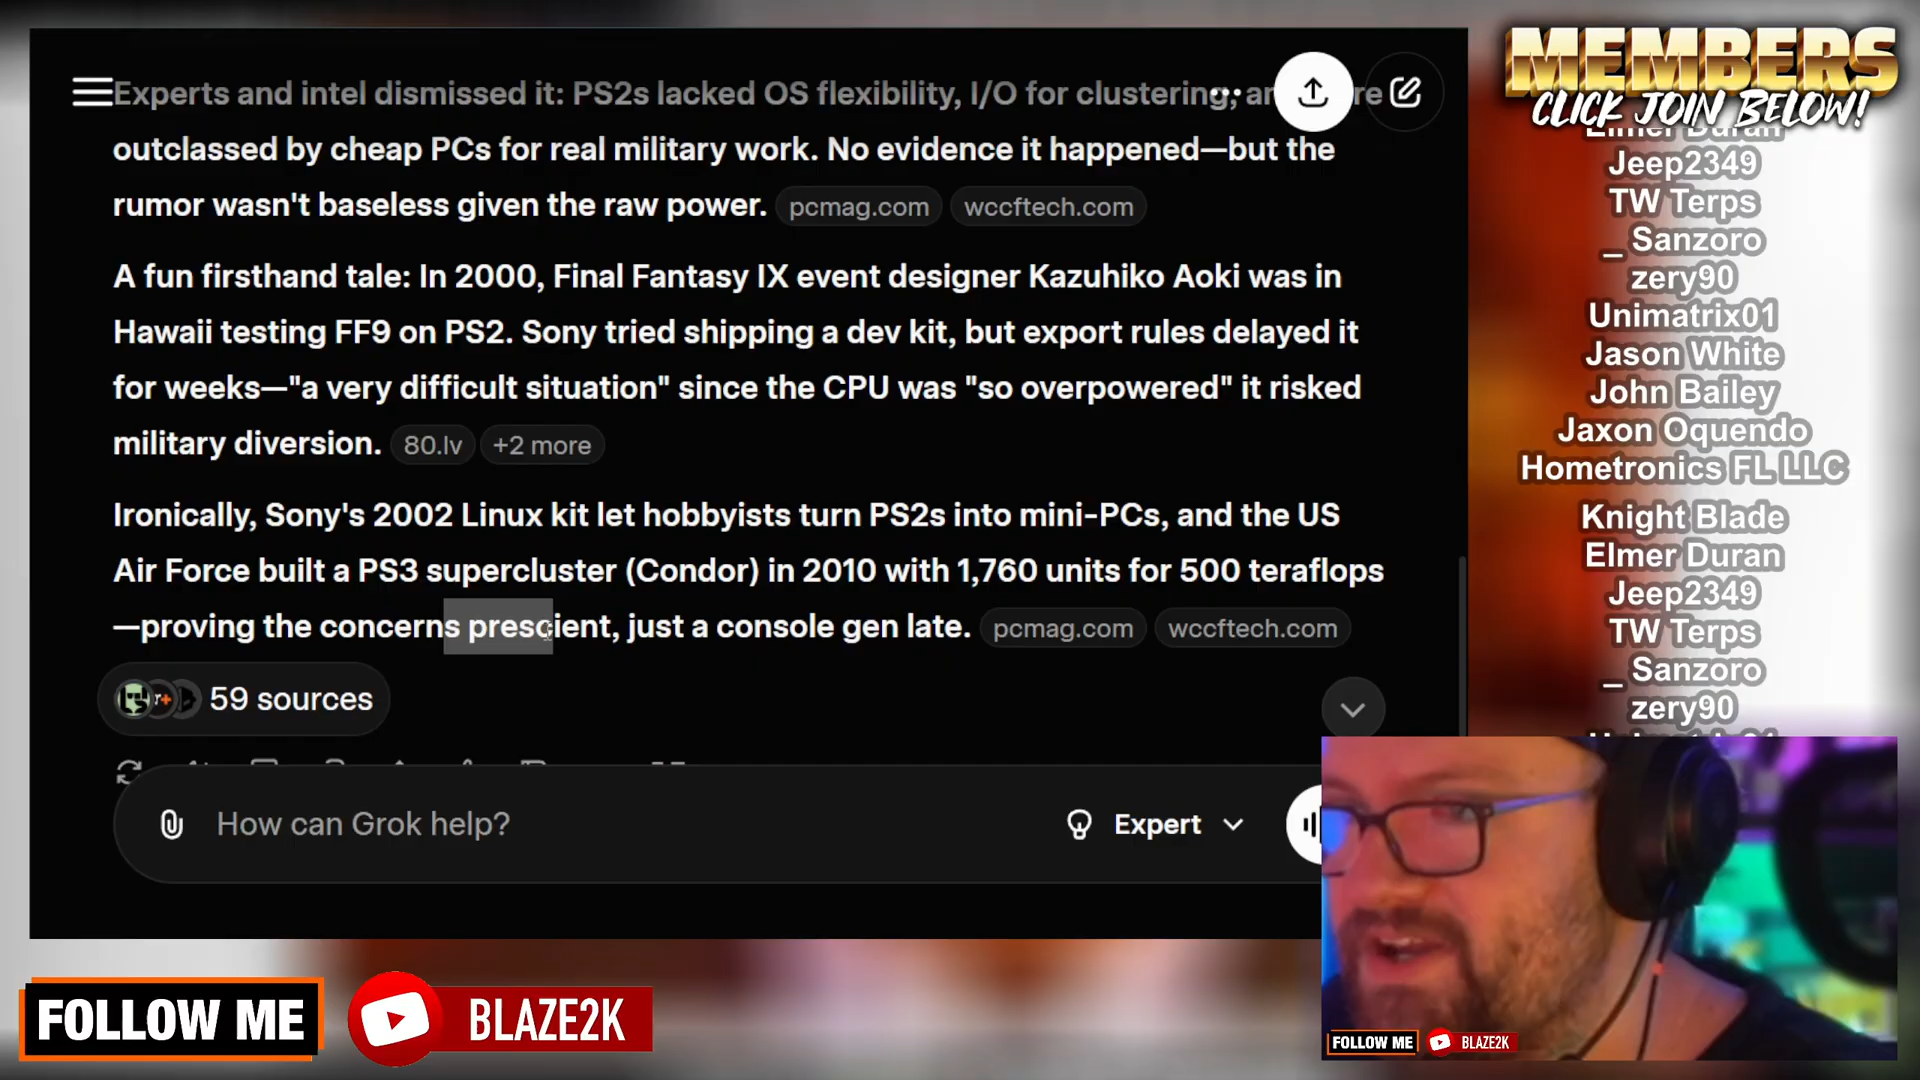 Experts and intel dismissed it: PS2s lacked OS flexibility, I/O for clustering,
outclassed by cheap PCs for real military work. No evidence it happened—but the
rumor wasn't baseless given the raw power. pcmag.com wccftech.com
A fun firsthand tale: In 2000, Final Fantasy IX event designer Kazuhiko Aoki was in
Hawaii testing FF9 on PS2. Sony tried shipping a dev kit, but export rules delayed it
for weeks—"a very difficult situation" since the CPU was "so overpowered" it risked
military diversion. 80.lv +2 more
Ironically, Sony's 2002 Linux kit let hobbyists turn PS2s into mini-PCs, and the US
Air Force built a PS3 supercluster (Condor) in 2010 with 1,760 units for 500 teraflops
—proving the concerns prescient, just a console gen late. pcmag.com wccftech.com
59 sources
How can Grok help?
Expert
MEMBERS
CLICK JOIN BELOW!
Elmer Duran
Jeep2349
TW Terps
_ Sanzoro
zery90
Unimatrix01
Jason White
John Bailey
Jaxon Oquendo
Hometronics FL LLC
Knight Blade
Elmer Duran
Jeep2349
TW Terps
_ Sanzoro
zery90
FOLLOW ME
BLAZE2K
FOLLOW ME
BLAZE2K